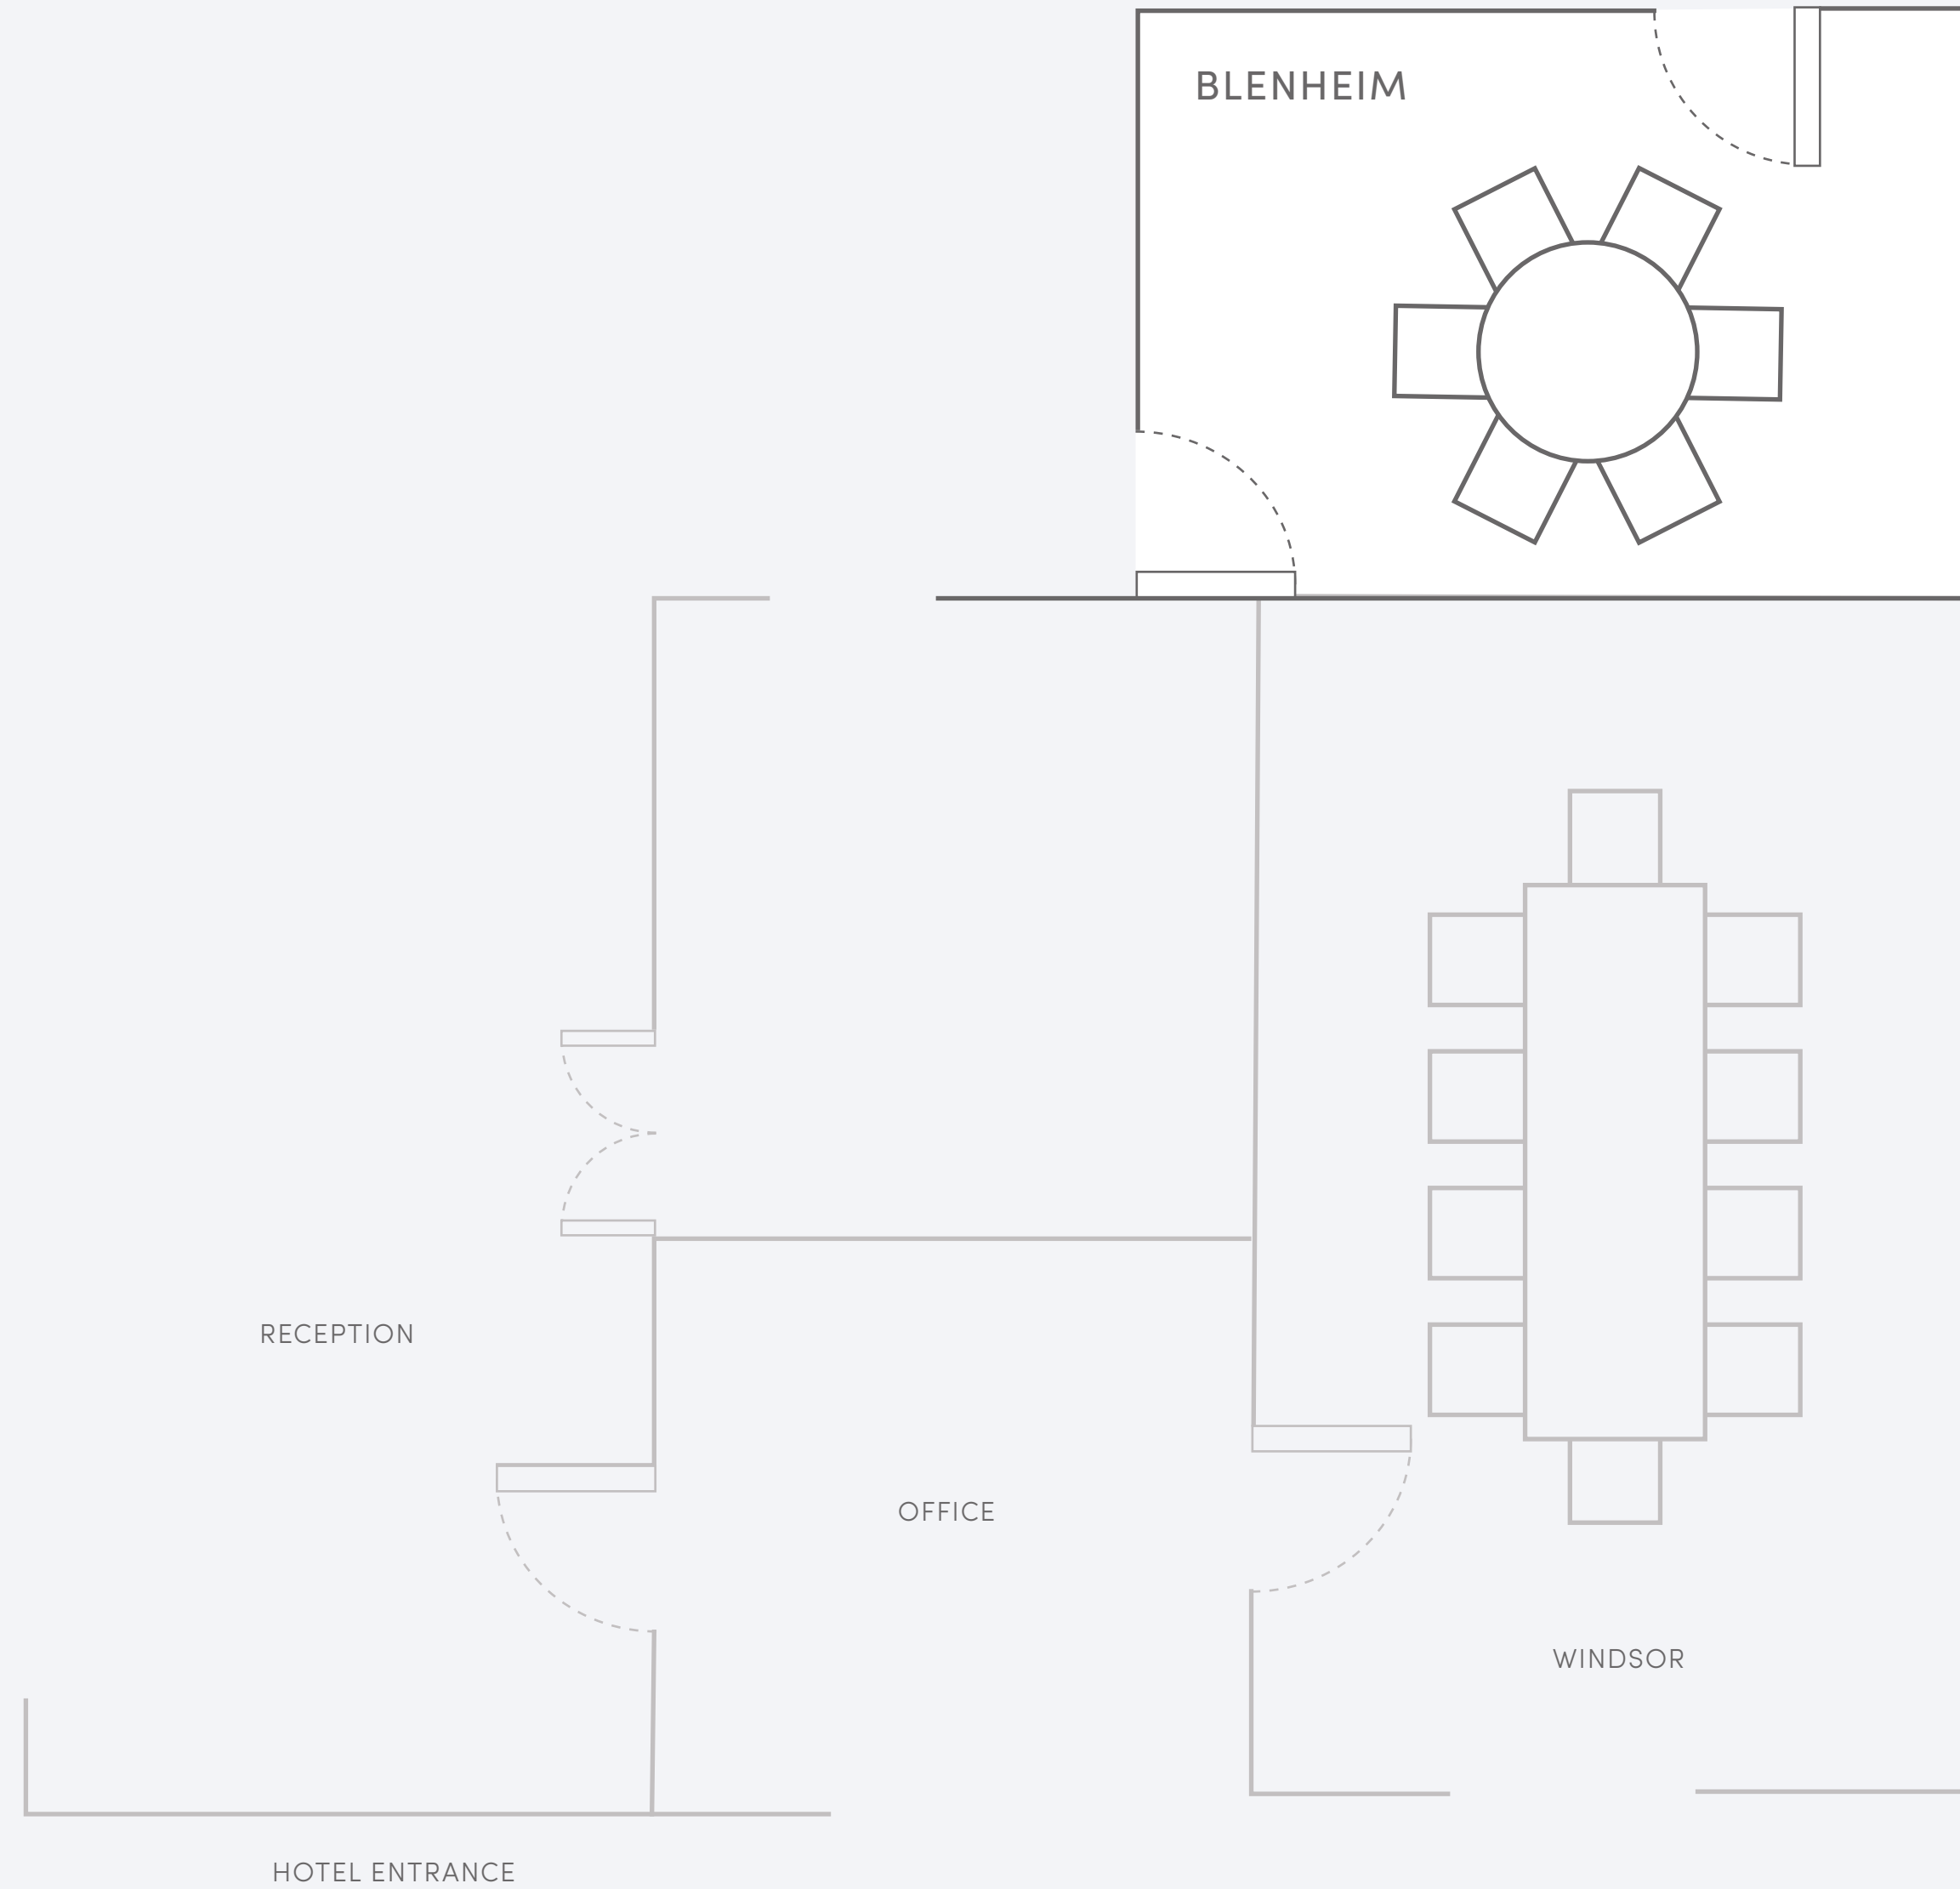 BLENHEIM
RECEPTION
OFFICE
WINDSOR
HOTEL ENTRANCE